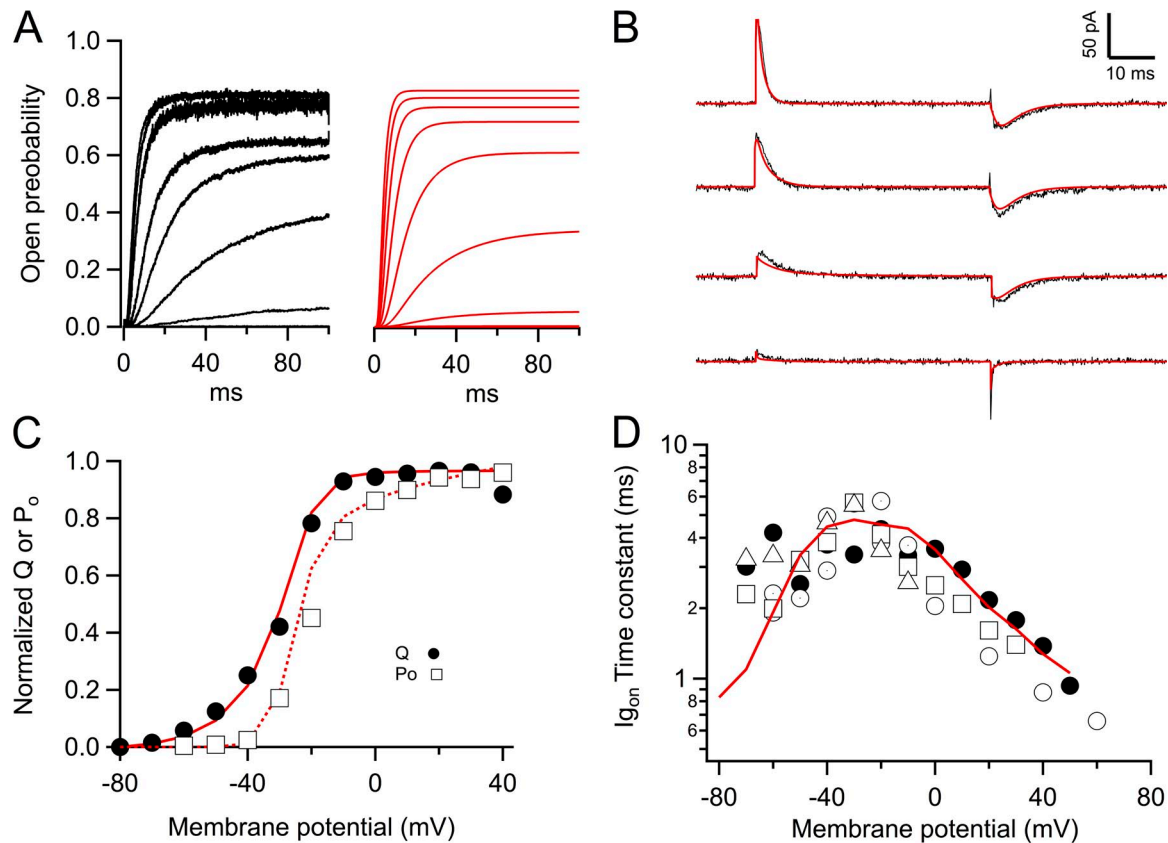 A
Open preobability
1.0
0.8
0.6
0.4
0.2
0.0
0 40 80
ms
0 40 80
ms
B
50 pA
10 ms
C
Normalized Q or Po
1.0
0.8
0.6
0.4
0.2
0.0
Q
Po
-80 -40 0 40
Membrane potential (mV)
D
Igon Time constant (ms)
10
8
6
4
2
1
8
6
-80 -40 0 40 80
Membrane potential (mV)